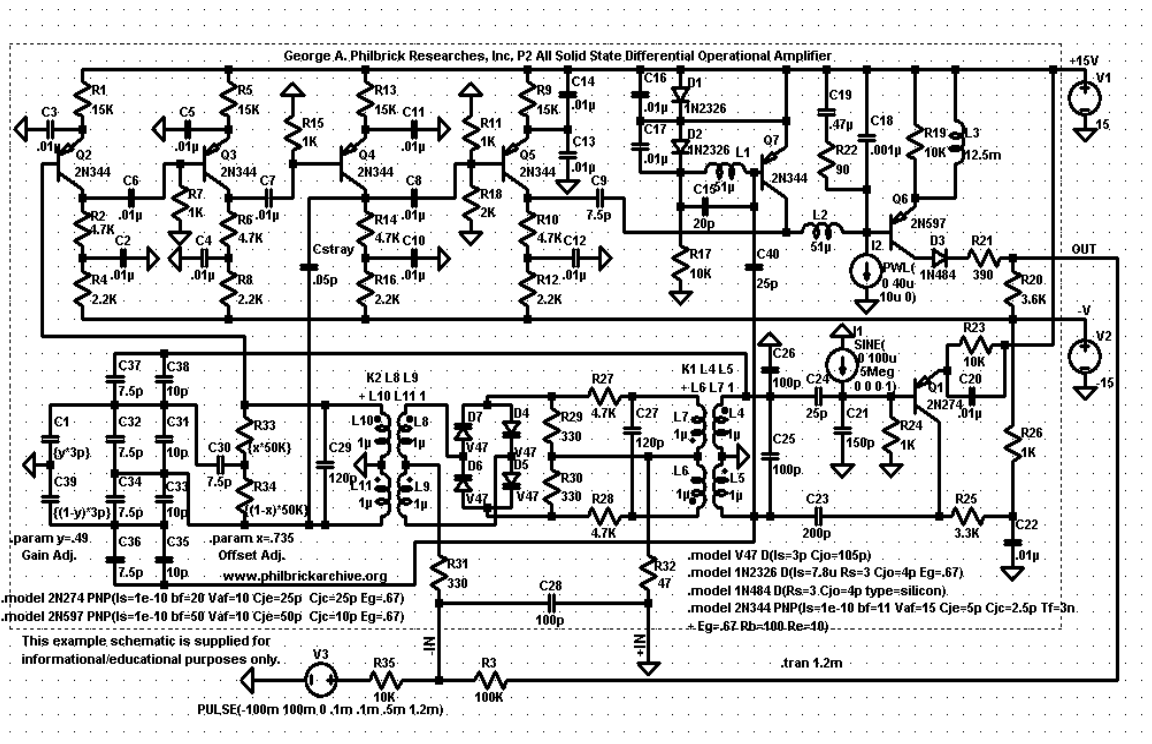 George A. Philbrick Researches, Inc, P2 All Solid State Differential Operational Amplifier
+15V
V1
15
R1
15K
C3
.01µ
Q2
2N344
R2
4.7K
C2
.01µ
R4
2.2K
C6
.01µ
R5
15K
C5
.01µ
Q3
2N344
R7
1K
R6
4.7K
C4
.01µ
R8
2.2K
C7
.01µ
R15
1K
R13
15K
C11
.01µ
Q4
2N344
C8
.01µ
R14
4.7K
C10
.01µ
R16
2.2K
Cstray
.05p
R11
1K
R18
2K
R9
15K
C14
.01µ
C13
.01µ
Q5
2N344
C9
7.5p
R10
4.7K
C12
.01µ
R12
2.2K
C16
.01µ
D1
1N2326
C17
.01µ
D2
1N2326
L1
51µ
Q7
2N344
C15
20p
R17
10K
C40
25p
C19
.47µ
R22
90
C18
.001µ
L2
51µ
R19
10K
L3
12.5m
Q6
2N597
I2
PWL(
0 40u
10u 0)
D3
1N484
R21
390
OUT
R20
3.6K
-V
V2
15
C37
7.5p
C38
10p
C1
{y*3p}
C32
7.5p
C31
10p
C39
{(1-y)*3p}
C34
7.5p
C33
10p
C36
7.5p
C35
10p
C30
7.5p
R33
{x*50K}
R34
{(1-x)*50K}
C29
120p
K2 L8 L9
+ L10 L11 1
L10
1µ
L8
1µ
L11
1µ
L9
1µ
D7
V47
D4
V47
D6
V47
D5
V47
R27
4.7K
R29
330
R30
330
R28
4.7K
C27
120p
K1 L4 L5
+ L6 L7 1
L7
1µ
L4
1µ
L6
1µ
L5
1µ
C26
100p
C25
100p
C24
25p
I1
SINE(
0 100u
5Meg
0 0 0 1)
C21
150p
R24
1K
Q1
2N274
R23
10K
C20
.01µ
R26
1K
C23
200p
R25
3.3K
C22
.01µ
.param y=.49
Gain Adj.
.param x=.735
Offset Adj.
www.philbrickarchive.org
.model 2N274 PNP(Is=1e-10 bf=20 Vaf=10 Cje=25p Cjc=25p Eg=.67)
.model 2N597 PNP(Is=1e-10 bf=50 Vaf=10 Cje=50p Cjc=10p Eg=.67)
R31
330
C28
100p
R32
47
-IN
+IN
.model V47 D(Is=3p Cjo=105p)
.model 1N2326 D(Is=7.8u Rs=3 Cjo=4p Eg=.67)
.model 1N484 D(Rs=3 Cjo=4p type=silicon)
.model 2N344 PNP(Is=1e-10 bf=11 Vaf=15 Cje=5p Cjc=2.5p Tf=3n
+ Eg=.67 Rb=100 Re=10)
This example schematic is supplied for
informational/educational purposes only.
.tran 1.2m
V3
PULSE(-100m 100m 0 .1m .1m .5m 1.2m)
R35
10K
R3
100K